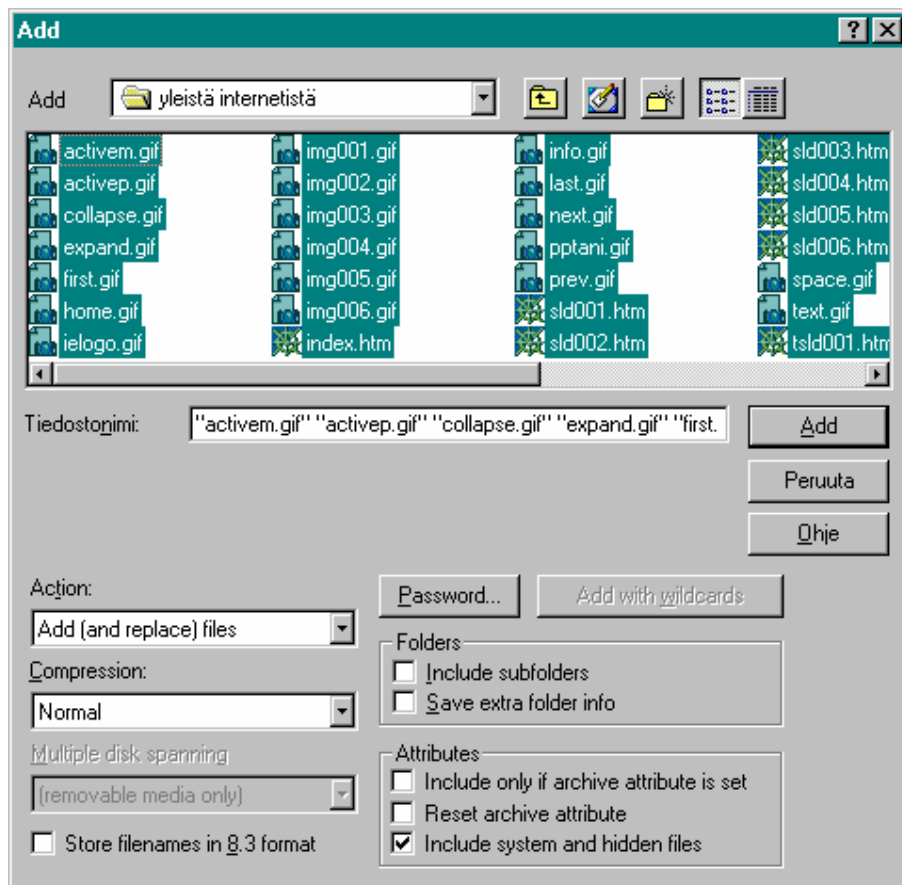 Add
Add yleistä internetistä
activem.gif img001.gif info.gif sld003.htm
activep.gif img002.gif last.gif sld004.htm
collapse.gif img003.gif next.gif sld005.htm
expand.gif img004.gif pptani.gif sld006.htm
first.gif img005.gif prev.gif space.gif
home.gif img006.gif sld001.htm text.gif
ielogo.gif index.htm sld002.htm tsld001.htm
Tiedostonimi: "activem.gif" "activep.gif" "collapse.gif" "expand.gif" "first. Add
Peruuta
Ohje
Action: Password... Add with wildcards
Add (and replace) files
Folders
Compression: Include subfolders
Normal Save extra folder info
Multiple disk spanning Attributes
(removable media only) Include only if archive attribute is set
Reset archive attribute
Store filenames in 8.3 format Include system and hidden files